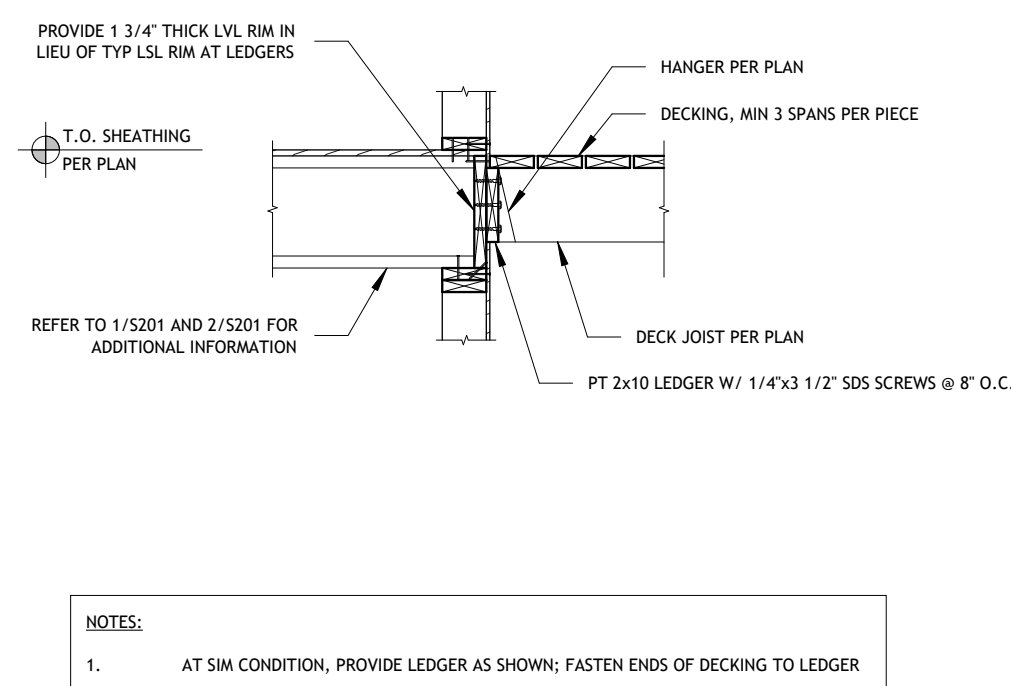 PROVIDE 1 3/4" THICK LVL RIM IN
LIEU OF TYP LSL RIM AT LEDGERS
HANGER PER PLAN
DECKING, MIN 3 SPANS PER PIECE
T.O. SHEATHING
PER PLAN
REFER TO 1/S201 AND 2/S201 FOR
ADDITIONAL INFORMATION
DECK JOIST PER PLAN
PT 2x10 LEDGER W/ 1/4"x3 1/2" SDS SCREWS @ 8" O.C.
NOTES:
1. AT SIM CONDITION, PROVIDE LEDGER AS SHOWN; FASTEN ENDS OF DECKING TO LEDGER